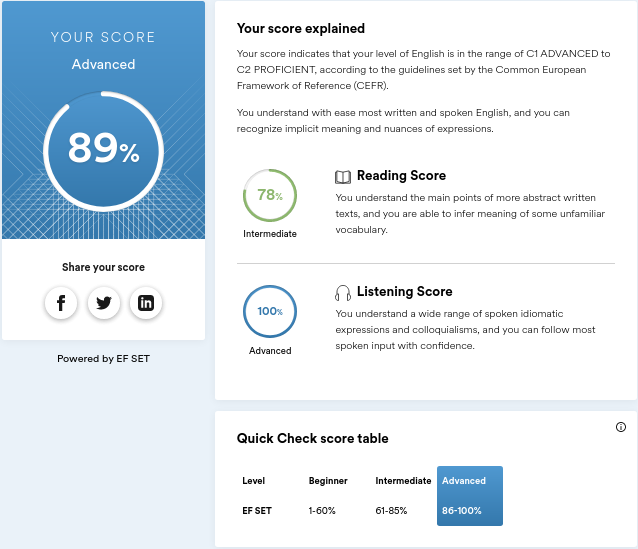 YOUR SCORE
Advanced
89%
Share your score
f
in
Powered by EF SET
Your score explained
Your score indicates that your level of English is in the range of C1 ADVANCED to
C2 PROFICIENT, according to the guidelines set by the Common European
Framework of Reference (CEFR).
You understand with ease most written and spoken English, and you can
recognize implicit meaning and nuances of expressions.
78%
Intermediate
Reading Score
You understand the main points of more abstract written
texts, and you are able to infer meaning of some unfamiliar
vocabulary.
100%
Advanced
Listening Score
You understand a wide range of spoken idiomatic
expressions and colloquialisms, and you can follow most
spoken input with confidence.
Quick Check score table
Level Beginner Intermediate Advanced
EF SET 1-60% 61-85% 86-100%